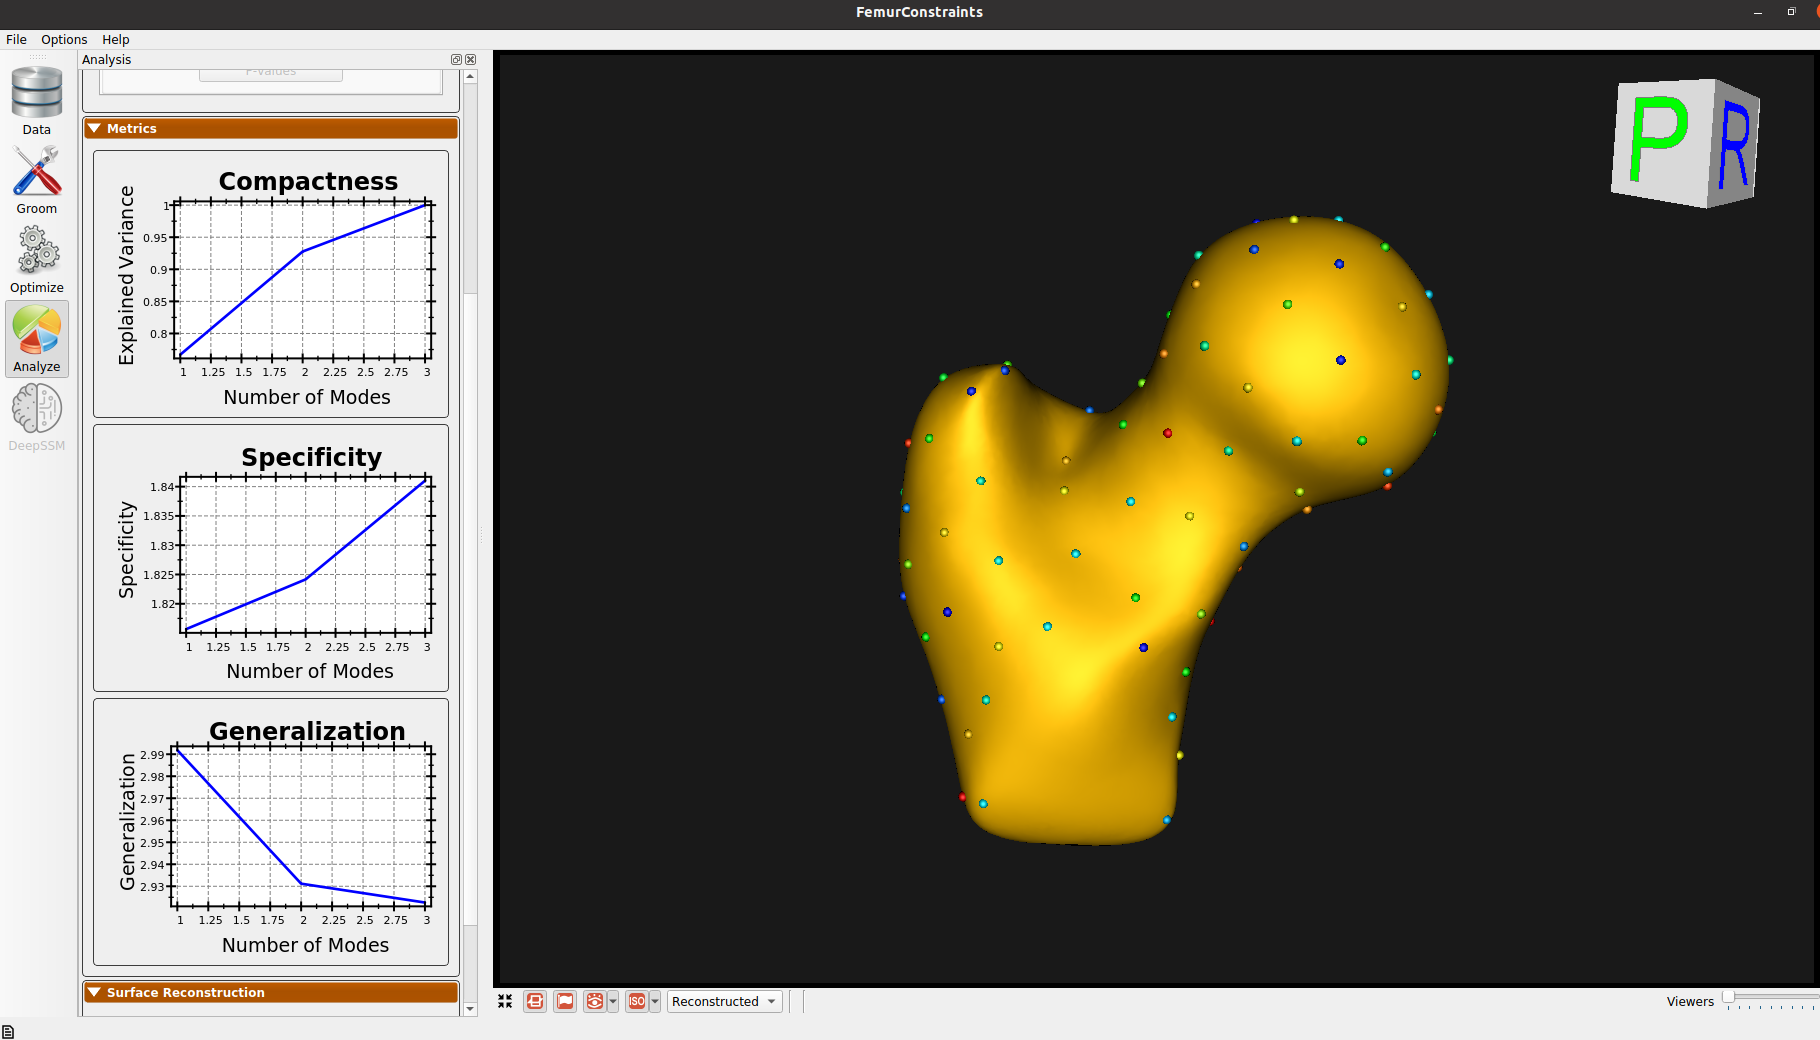 FemurConstraints
File Options Help
Analysis
P-values
Data
Groom
Optimize
Analyze
DeepSSM
Metrics
Compactness
Explained Variance
1
0.95
0.9
0.85
0.8
1 1.25 1.5 1.75 2 2.25 2.5 2.75 3
Number of Modes
Specificity
Specificity
1.84
1.835
1.83
1.825
1.82
1 1.25 1.5 1.75 2 2.25 2.5 2.75 3
Number of Modes
Generalization
Generalization
2.99
2.98
2.97
2.96
2.95
2.94
2.93
1 1.25 1.5 1.75 2 2.25 2.5 2.75 3
Number of Modes
Surface Reconstruction
P R
ISO
Reconstructed
Viewers